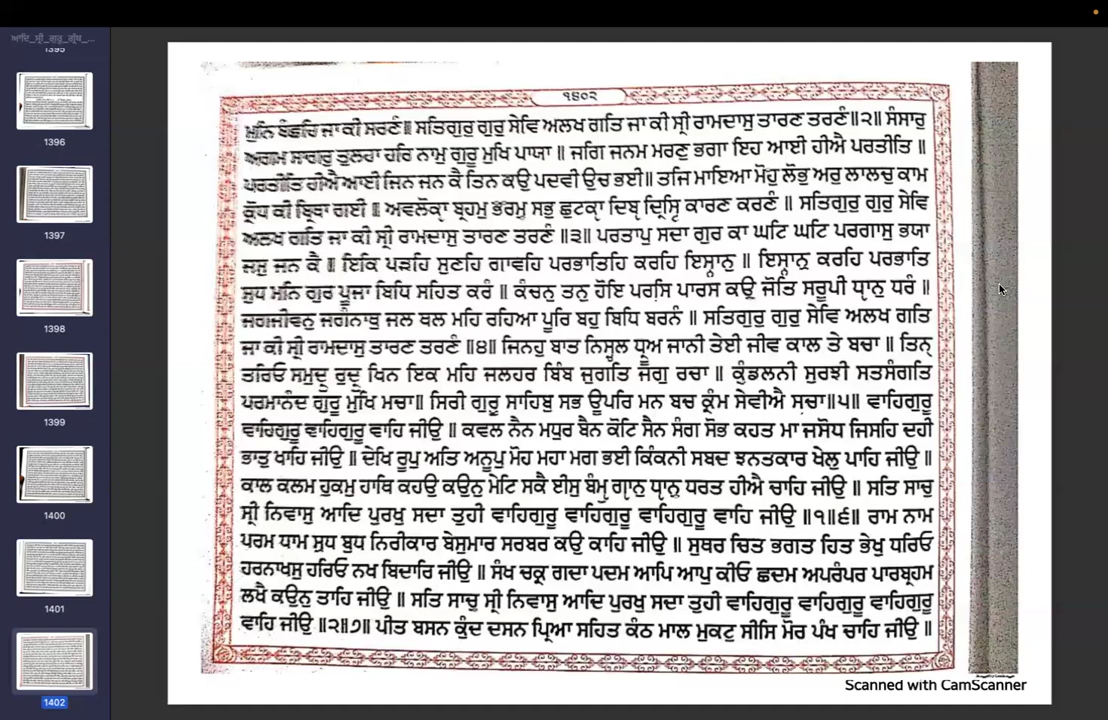 ਆਦਿ_ਸ੍ਰੀ_ਗੁਰੂ_ਗ੍ਰੰਥ_...
1395
1396
1397
1398
1399
1400
1401
1402
੧੪੦੨
ਮੁਨਿ ਬੰਛਹਿ ਜਾ ਕੀ ਸਰਣੰ॥ ਸਤਿਗੁਰੁ ਗੁਰੁ ਸੇਵਿ ਅਲਖ ਗਤਿ ਜਾ ਕੀ ਸ੍ਰੀ ਰਾਮਦਾਸੁ ਤਾਰਣ ਤਰਣੰ॥੨॥ ਸੰਸਾਰੁ
ਅਗਮ ਸਾਗਰੁ ਤੁਲਹਾ ਹਰਿ ਨਾਮੁ ਗੁਰੂ ਮੁਖਿ ਪਾਯਾ ॥ ਜਗਿ ਜਨਮ ਮਰਣੁ ਭਗਾ ਇਹ ਆਈ ਹੀਐ ਪਰਤੀਤਿ ॥
ਪਰਤੀਤਿ ਹੀਐ ਆਈ ਜਿਨ ਜਨ ਕੈ ਤਿਨ ਕਉ ਪਦਵੀ ਉਚ ਭਈ॥ ਤਜਿ ਮਾਇਆ ਮੋਹੁ ਲੋਭੁ ਅਰੁ ਲਾਲਚੁ ਕਾਮ
ਕ੍ਰੋਧ ਕੀ ਬ੍ਰਿਥਾ ਗਈ ॥ ਅਵਲੋਕ੍ਹਾ ਬ੍ਰਹਮੁ ਭਰਮੁ ਸਭੁ ਛੁਟਕ੍ਹਾ ਦਿਬ੍ਹ ਦ੍ਰਿਸ੍ਟਿ ਕਾਰਣ ਕਰਣੰ ॥ ਸਤਿਗੁਰੁ ਗੁਰੁ ਸੇਵਿ
ਅਲਖ ਗਤਿ ਜਾ ਕੀ ਸ੍ਰੀ ਰਾਮਦਾਸੁ ਤਾਰਣ ਤਰਣੰ ॥੩॥ ਪਰਤਾਪੁ ਸਦਾ ਗੁਰ ਕਾ ਘਟਿ ਘਟਿ ਪਰਗਾਸੁ ਭਯਾ
ਜਸੁ ਜਨ ਕੈ ॥ ਇਕਿ ਪੜਹਿ ਸੁਣਹਿ ਗਾਵਹਿ ਪਰਭਾਤਿਹਿ ਕਰਹਿ ਇਸ੍ਨਾਨੁ ॥ ਇਸ੍ਨਾਨੁ ਕਰਹਿ ਪਰਭਾਤਿ
ਸੁਧ ਮਨਿ ਗੁਰ ਪੂਜਾ ਬਿਧਿ ਸਹਿਤ ਕਰੰ ॥ ਕੰਚਨੁ ਤਨੁ ਹੋਇ ਪਰਸਿ ਪਾਰਸ ਕਉ ਜੋਤਿ ਸਰੂਪੀ ਧ੍ਹਾਨੁ ਧਰੰ ॥
ਜਗਜੀਵਨੁ ਜਗੰਨਾਥੁ ਜਲ ਥਲ ਮਹਿ ਰਹਿਆ ਪੂਰਿ ਬਹੁ ਬਿਧਿ ਬਰਨੰ ॥ ਸਤਿਗੁਰੁ ਗੁਰੁ ਸੇਵਿ ਅਲਖ ਗਤਿ
ਜਾ ਕੀ ਸ੍ਰੀ ਰਾਮਦਾਸੁ ਤਾਰਣ ਤਰਣੰ ॥੪॥ ਜਿਨਹੁ ਬਾਤ ਨਿਸ੍ਚਲ ਧ੍ਰੂਅ ਜਾਨੀ ਤੇਈ ਜੀਵ ਕਾਲ ਤੇ ਬਚਾ ॥ ਤਿਨ੍
ਤਰਿਓ ਸਮੁਦ੍ਰੁ ਰੁਦ੍ਰੁ ਖਿਨ ਇਕ ਮਹਿ ਜਲਹਰ ਬਿੰਬ ਜੁਗਤਿ ਜਗੁ ਰਚਾ ॥ ਕੁੰਡਲਨੀ ਸੁਰਝੀ ਸਤਸੰਗਤਿ
ਪਰਮਾਨੰਦ ਗੁਰੂ ਮੁਖਿ ਮਚਾ॥ ਸਿਰੀ ਗੁਰੂ ਸਾਹਿਬੁ ਸਭ ਊਪਰਿ ਮਨ ਬਚ ਕ੍ਰੰਮ ਸੇਵੀਐ ਸਚਾ॥੫॥ ਵਾਹਿਗੁਰੂ
ਵਾਹਿਗੁਰੂ ਵਾਹਿਗੁਰੂ ਵਾਹਿ ਜੀਉ ॥ ਕਵਲ ਨੈਨ ਮਧੁਰ ਬੈਨ ਕੋਟਿ ਸੈਨ ਸੰਗ ਸੋਭ ਕਹਤ ਮਾ ਜਸੋਧ ਜਿਸਹਿ ਦਹੀ
ਭਾਤੁ ਖਾਹਿ ਜੀਉ ॥ ਦੇਖਿ ਰੂਪੁ ਅਤਿ ਅਨੂਪੁ ਮੋਹ ਮਹਾ ਮਗ ਭਈ ਕਿੰਕਨੀ ਸਬਦ ਝਨਤਕਾਰ ਖੇਲੁ ਪਾਹਿ ਜੀਉ ॥
ਕਾਲ ਕਲਮ ਹੁਕਮੁ ਹਾਥਿ ਕਹਉ ਕਉਨੁ ਮੇਟਿ ਸਕੈ ਈਸੁ ਬੰਮ੍ਹੁ ਗ੍ਹਾਨੁ ਧ੍ਹਾਨੁ ਧਰਤ ਹੀਐ ਚਾਹਿ ਜੀਉ ॥ ਸਤਿ ਸਾਚੁ
ਸ੍ਰੀ ਨਿਵਾਸੁ ਆਦਿ ਪੁਰਖੁ ਸਦਾ ਤੁਹੀ ਵਾਹਿਗੁਰੂ ਵਾਹਿਗੁਰੂ ਵਾਹਿਗੁਰੂ ਵਾਹਿ ਜੀਉ ॥੧॥੬॥ ਰਾਮ ਨਾਮ
ਪਰਮ ਧਾਮ ਸੁਧ ਬੁਧ ਨਿਰੀਕਾਰ ਬੇਸੁਮਾਰ ਸਰਬਰ ਕਉ ਕਾਹਿ ਜੀਉ ॥ ਸੁਥਰ ਚਿਤ ਭਗਤ ਹਿਤ ਭੇਖੁ ਧਰਿਓ
ਹਰਨਾਖਸੁ ਹਰਿਓ ਨਖ ਬਿਦਾਰਿ ਜੀਉ ॥ ਸੰਖ ਚਕ੍ਰ ਗਦਾ ਪਦਮ ਆਪਿ ਆਪੁ ਕੀਓ ਛਦਮ ਅਪਰੰਪਰ ਪਾਰਬ੍ਰਹਮ
ਲਖੈ ਕਉਨੁ ਤਾਹਿ ਜੀਉ ॥ ਸਤਿ ਸਾਚੁ ਸ੍ਰੀ ਨਿਵਾਸੁ ਆਦਿ ਪੁਰਖੁ ਸਦਾ ਤੁਹੀ ਵਾਹਿਗੁਰੂ ਵਾਹਿਗੁਰੂ ਵਾਹਿਗੁਰੂ
ਵਾਹਿ ਜੀਉ ॥੨॥੭॥ ਪੀਤ ਬਸਨ ਕੁੰਦ ਦਸਨ ਪ੍ਰਿਆ ਸਹਿਤ ਕੰਠ ਮਾਲ ਮੁਕਟੁ ਸੀਸਿ ਮੋਰ ਪੰਖ ਚਾਹਿ ਜੀਉ ॥
Scanned with CamScanner